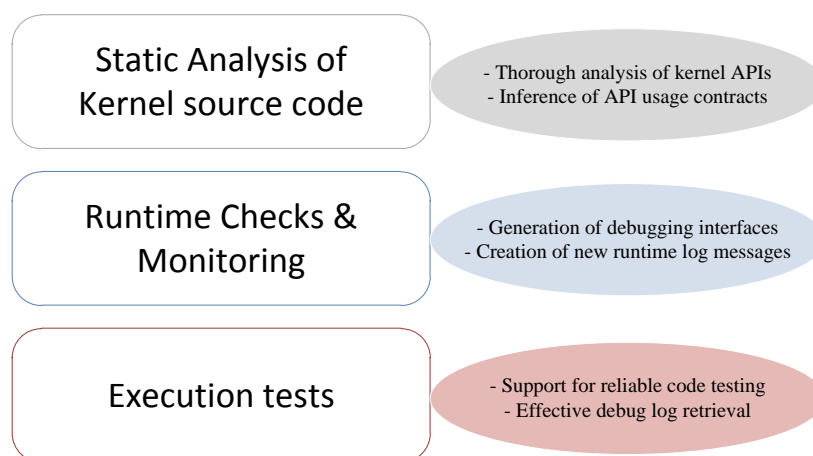 Static Analysis of
Kernel source code
- Thorough analysis of kernel APIs
- Inference of API usage contracts
Runtime Checks &
Monitoring
- Generation of debugging interfaces
- Creation of new runtime log messages
Execution tests
- Support for reliable code testing
- Effective debug log retrieval